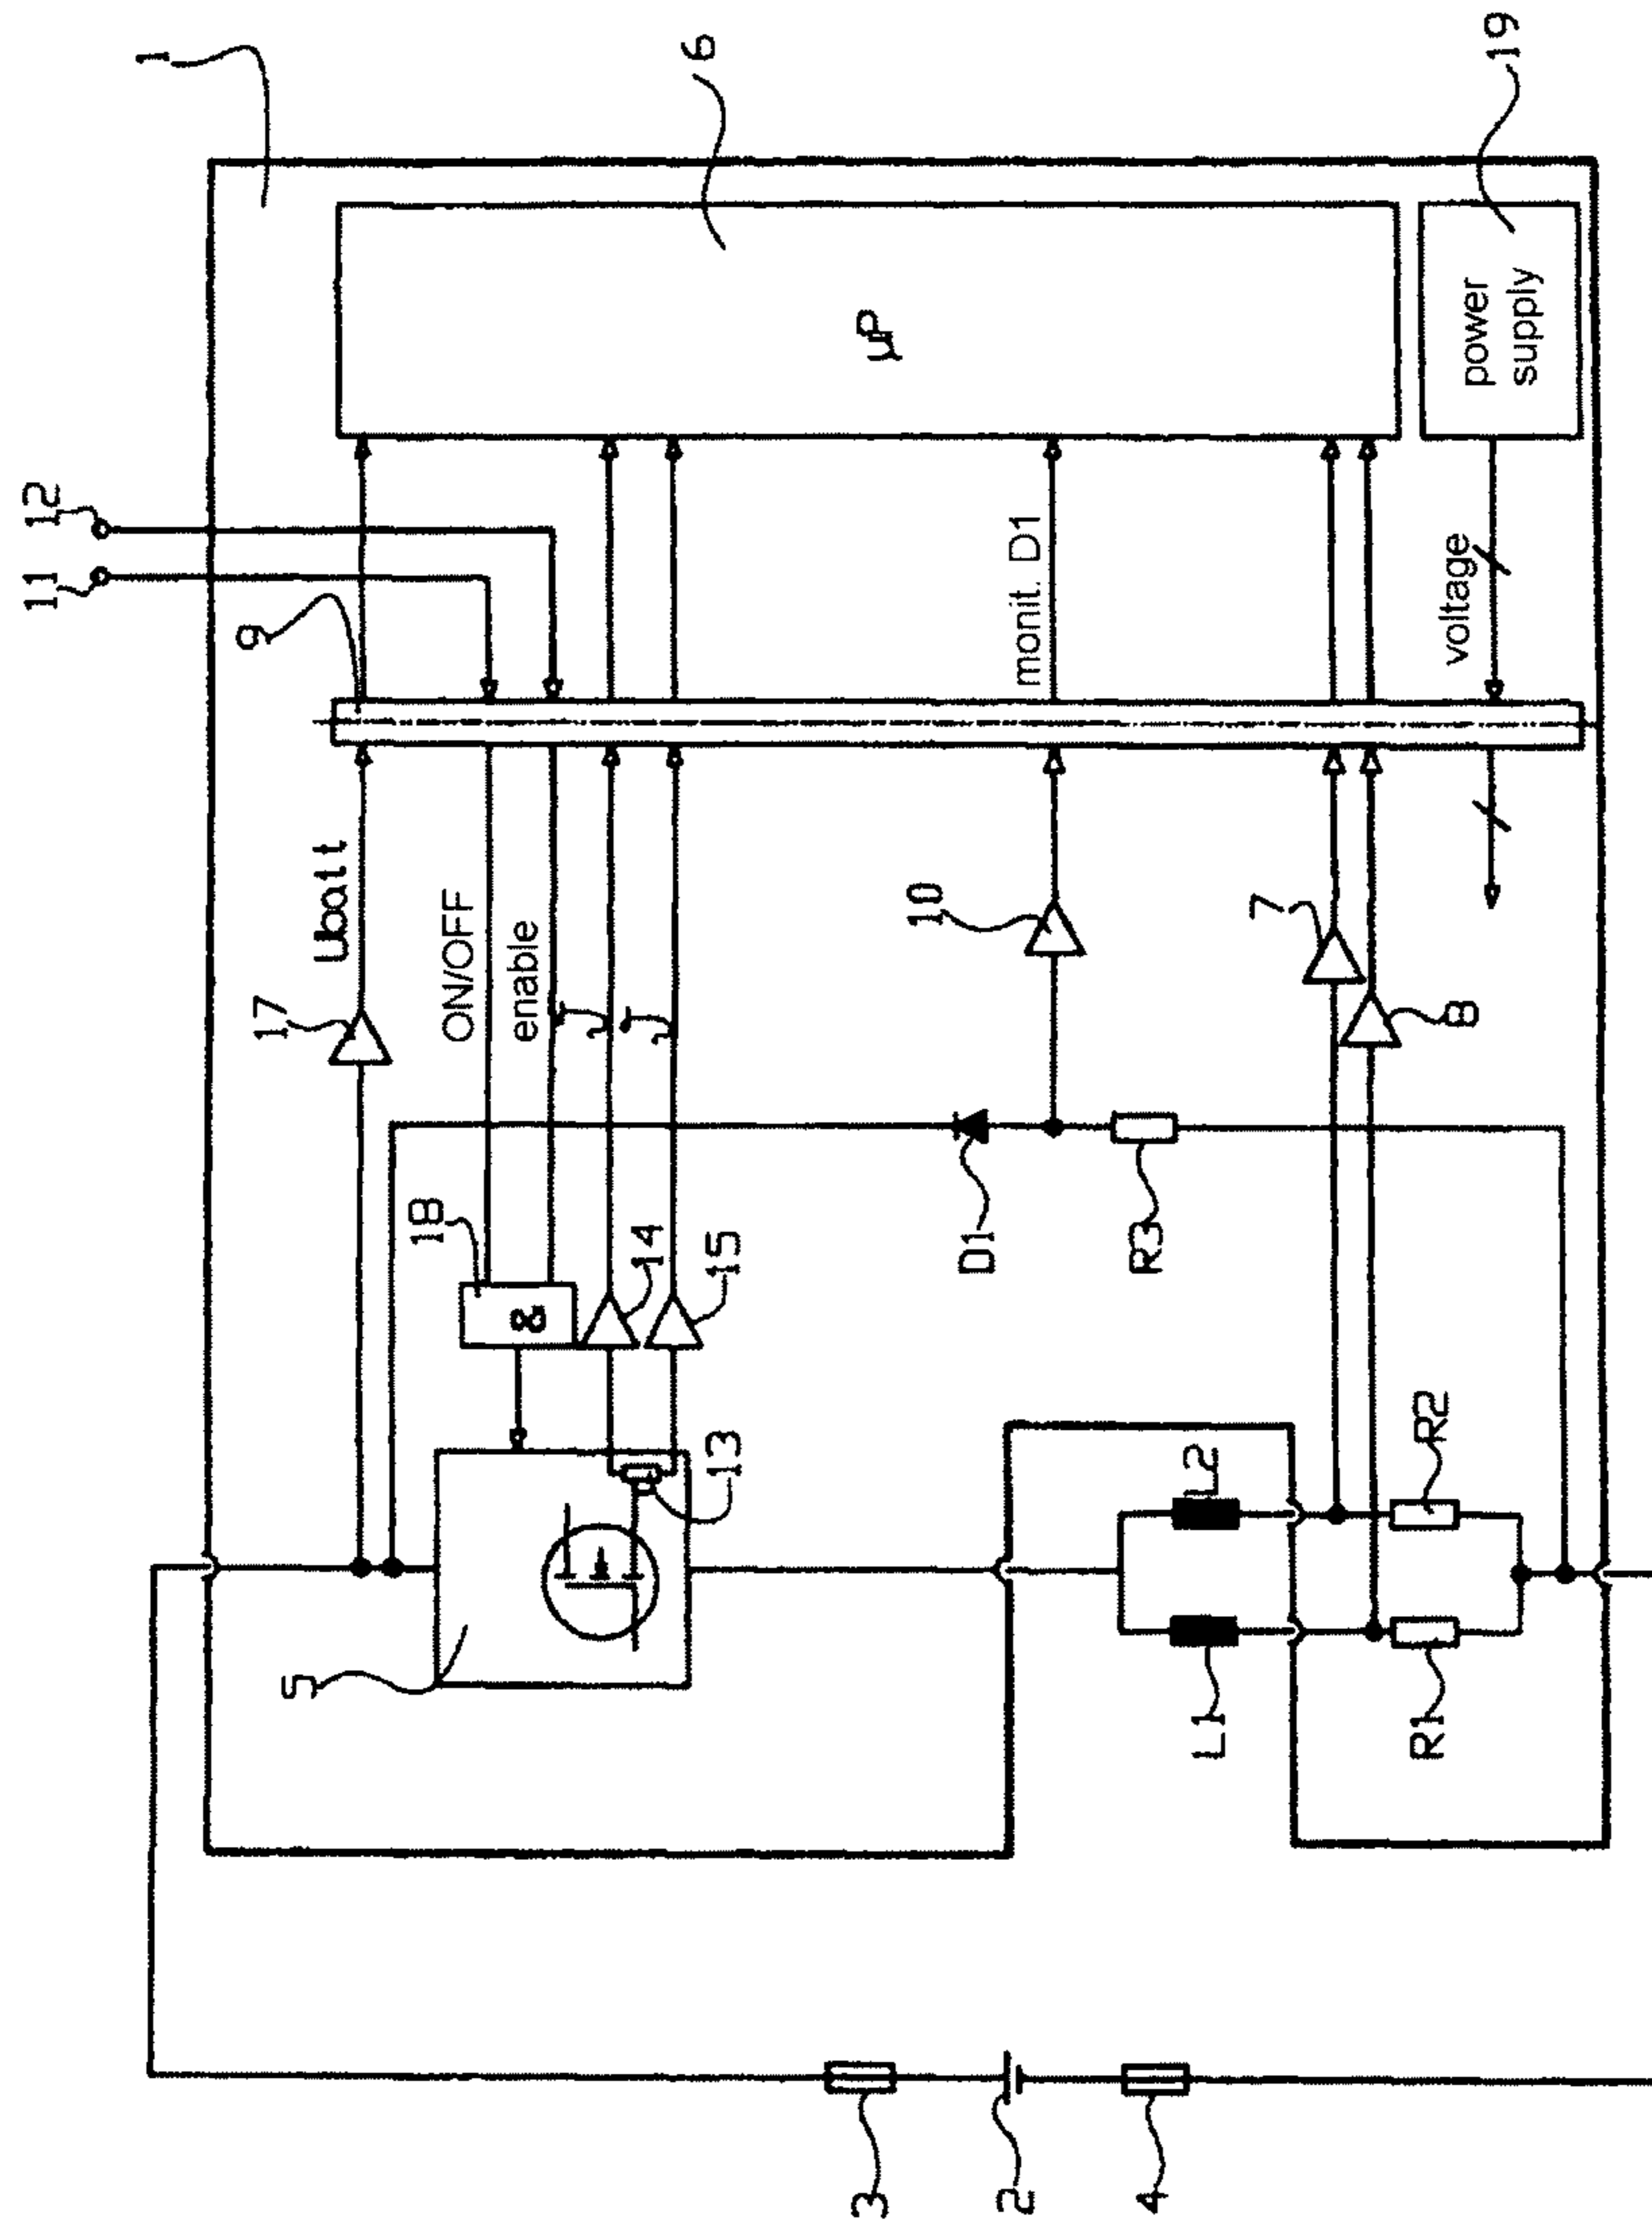 11
12
1
9
17
5
Ubatt
18
ON/OFF
enable
&
14
6
13
15
3
µP
10
D1
2
monit. D1
R3
4
L1
L2
7
R1
R2
voltage
8
power
supply
19